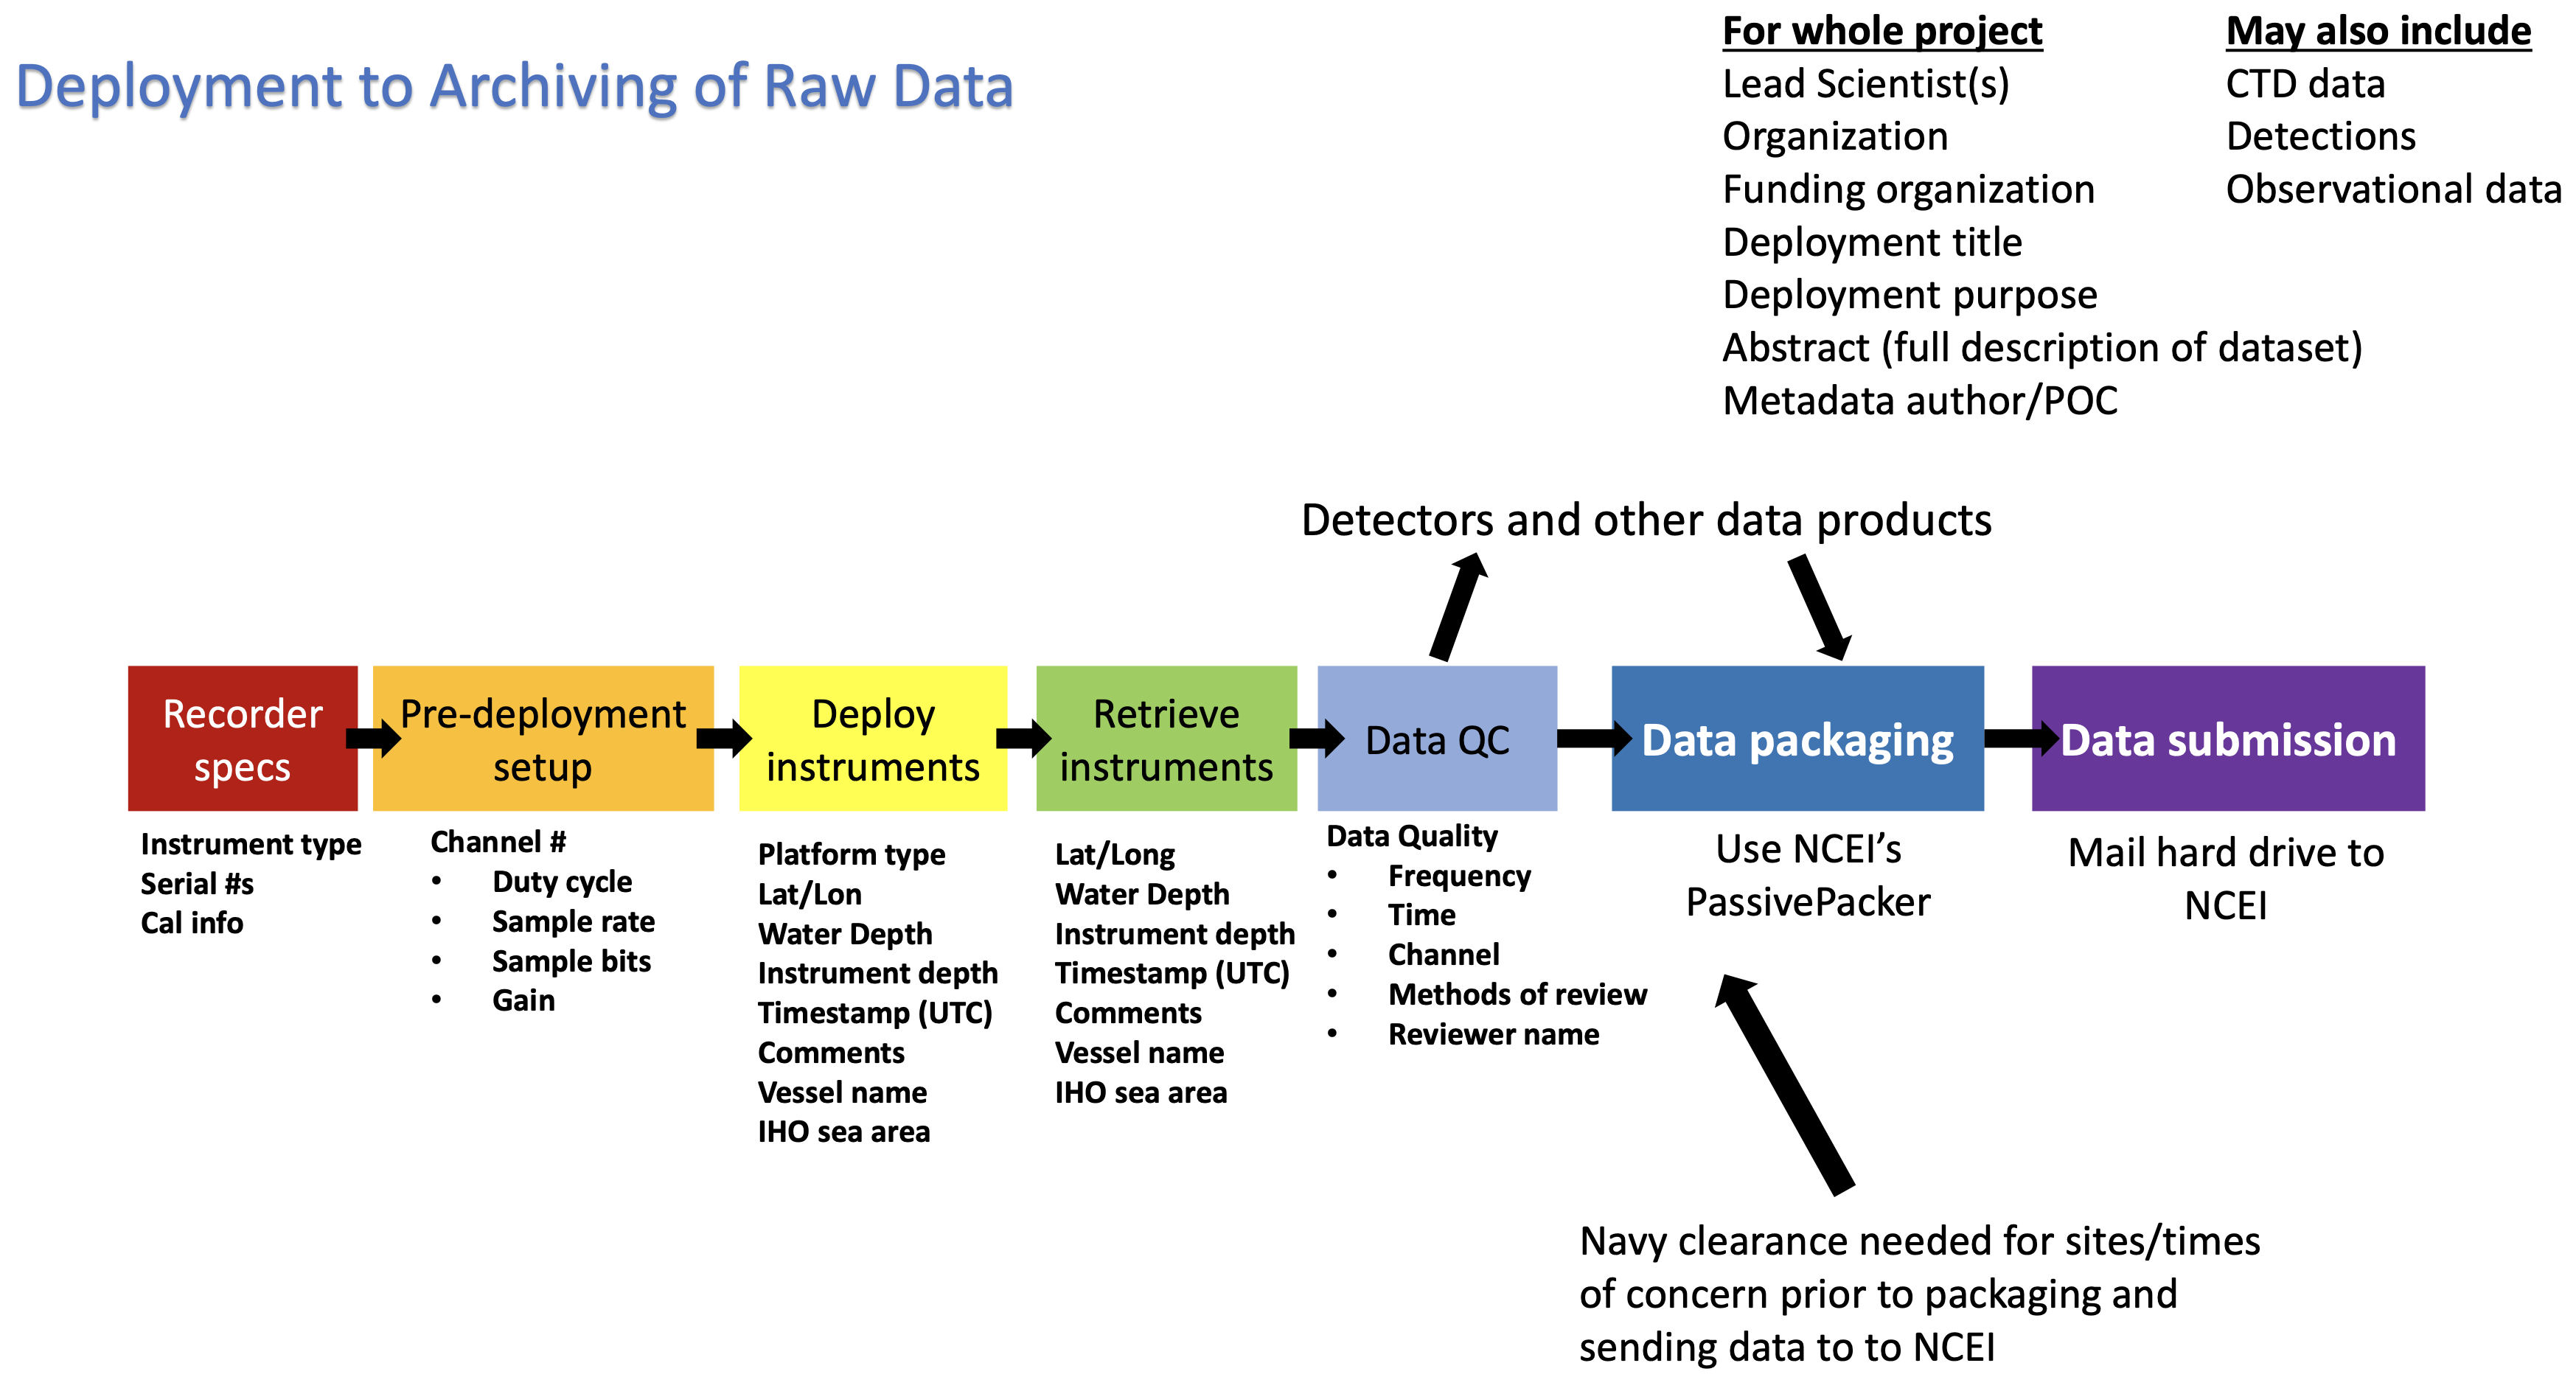 Deployment to Archiving of Raw Data
For whole project
Lead Scientist(s)
Organization
Funding organization
Deployment title
Deployment purpose
Abstract (full description of dataset)
Metadata author/POC
May also include
CTD data
Detections
Observational data
Detectors and other data products
Recorder
specs
Instrument type
Serial #s
Cal info
Pre-deployment
setup
Channel #
• Duty cycle
• Sample rate
• Sample bits
• Gain
Deploy
instruments
Platform type
Lat/Lon
Water Depth
Instrument depth
Timestamp (UTC)
Comments
Vessel name
IHO sea area
Retrieve
instruments
Lat/Long
Water Depth
Instrument depth
Timestamp (UTC)
Comments
Vessel name
IHO sea area
Data QC
Data Quality
• Frequency
• Time
• Channel
• Methods of review
• Reviewer name
Data packaging
Use NCEI’s
PassivePacker
Data submission
Mail hard drive to
NCEI
Navy clearance needed for sites/times
of concern prior to packaging and
sending data to to NCEI